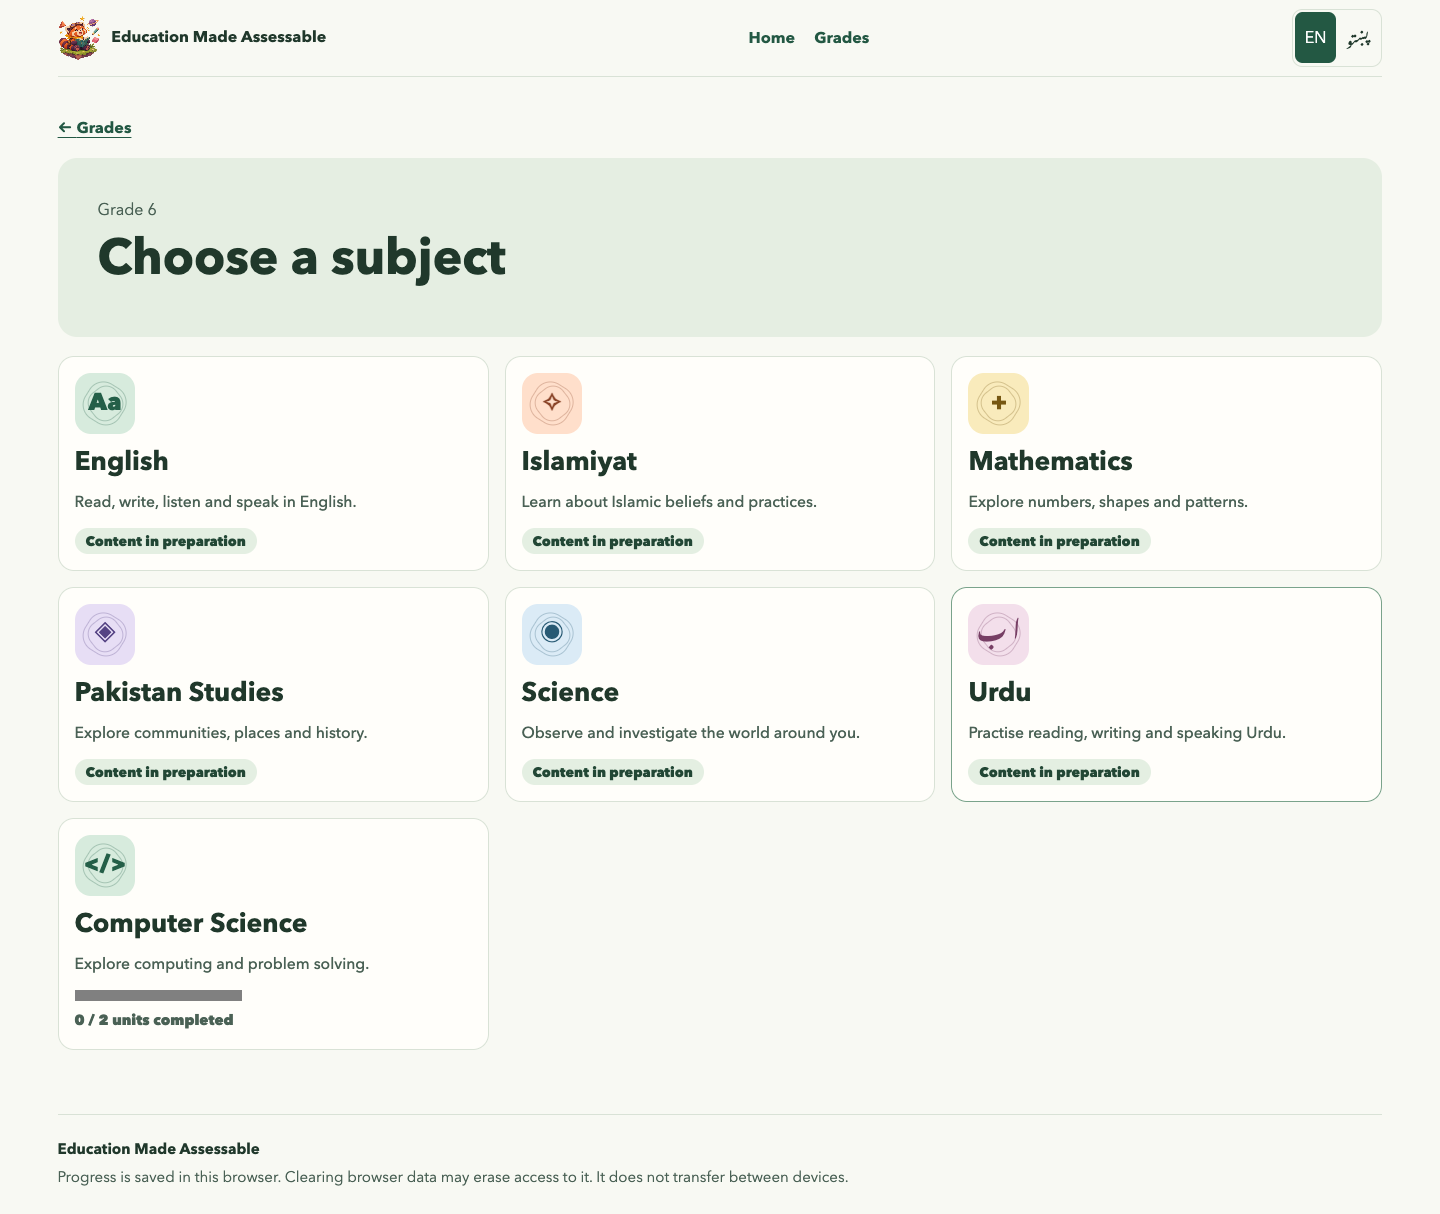 Education Made Assessable
Home Grades
EN پښتو
← Grades
Grade 6
Choose a subject
Aa
English
Read, write, listen and speak in English.
Content in preparation
Islamiyat
Learn about Islamic beliefs and practices.
Content in preparation
+
Mathematics
Explore numbers, shapes and patterns.
Content in preparation
Pakistan Studies
Explore communities, places and history.
Content in preparation
Science
Observe and investigate the world around you.
Content in preparation
اب
Urdu
Practise reading, writing and speaking Urdu.
Content in preparation
</>
Computer Science
Explore computing and problem solving.
0 / 2 units completed
Education Made Assessable
Progress is saved in this browser. Clearing browser data may erase access to it. It does not transfer between devices.